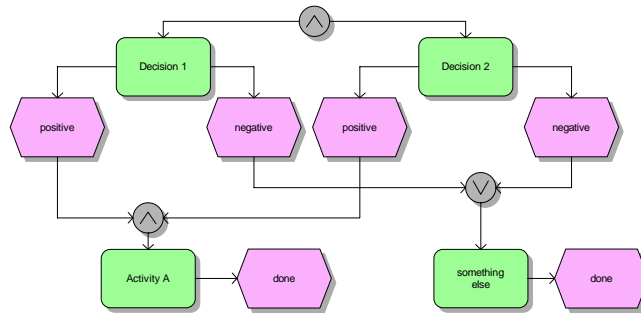 Decision 1
Decision 2
positive
negative
positive
negative
Activity A
done
something
else
done